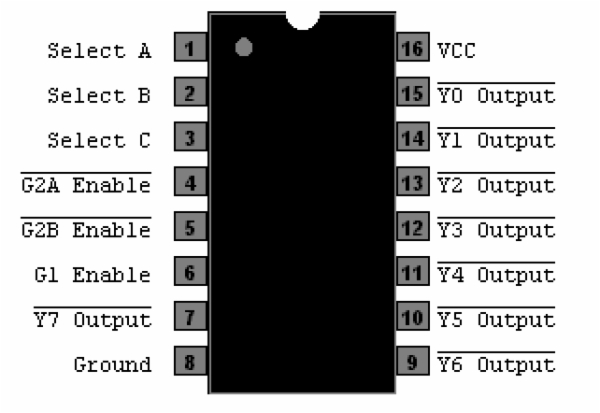 Select A 1 16 VCC
Select B 2 15 Y0 Output
Select C 3 14 Y1 Output
G2A Enable 4 13 Y2 Output
G2B Enable 5 12 Y3 Output
G1 Enable 6 11 Y4 Output
Y7 Output 7 10 Y5 Output
Ground 8 9 Y6 Output